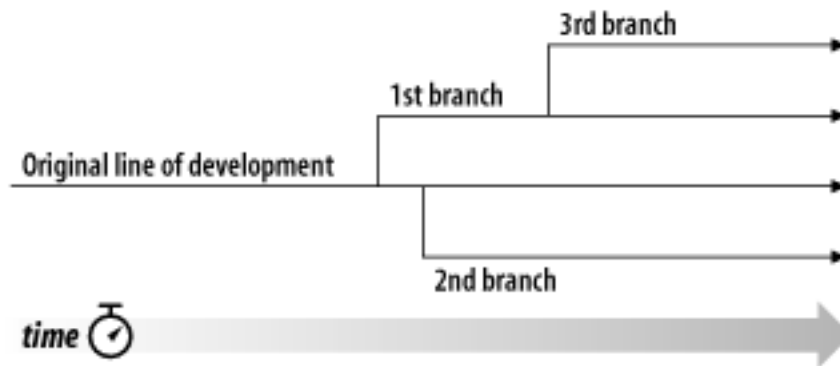 3rd branch
1st branch
Original line of development
2nd branch
time